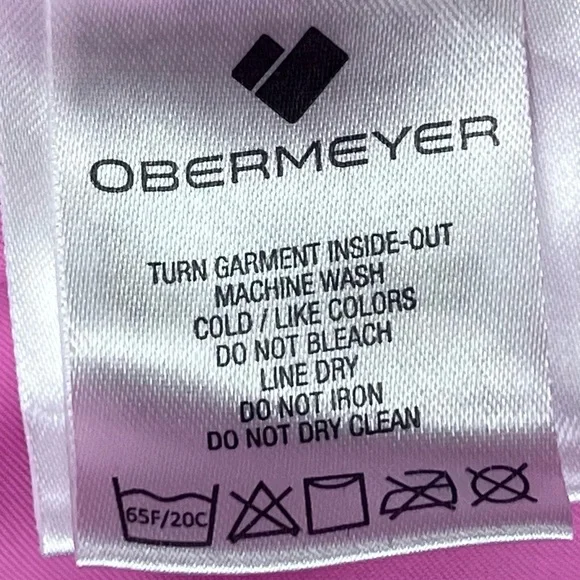 OBERMEYER
TURN GARMENT INSIDE-OUT
MACHINE WASH
COLD / LIKE COLORS
DO NOT BLEACH
LINE DRY
DO NOT IRON
DO NOT DRY CLEAN
65F/20C